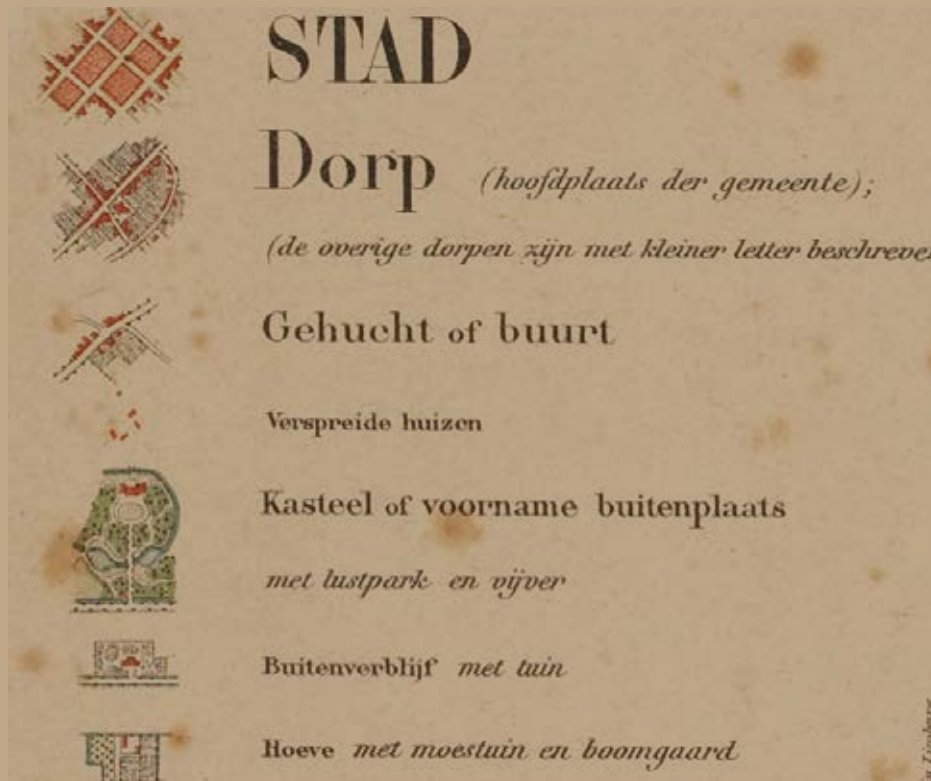 STAD
Dorp (hoofdplaats der gemeente);
(de overige dorpen zijn met kleiner letter
Gehucht of buurt
Verspreide huizen
Kasteel of voorname buitenplaats
met lustpark en vijver
Buitenverblijf met tuin
Hoeve met moestuin en boomgaard